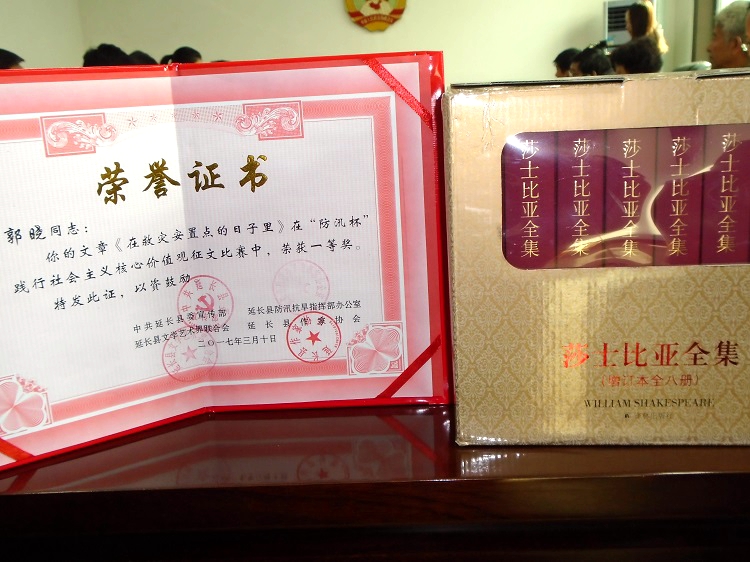 荣誉证书
郭晓同志：
你的文章《在救灾安置点的日子里》在“防汛杯”
践行社会主义核心价值观征文比赛中，荣获一等奖。
特发此证，以资鼓励
中共延长县委宣传部 延长县防汛抗旱指挥部办公室
延长县文学艺术界联合会 延长县作家协会
二〇一七年三月十日
莎士比亚全集
莎士比亚全集
莎士比亚全集
莎士比亚全集
莎士比亚全集
莎士比亚全集
（增订本全八册）
WILLIAM SHAKESPEARE